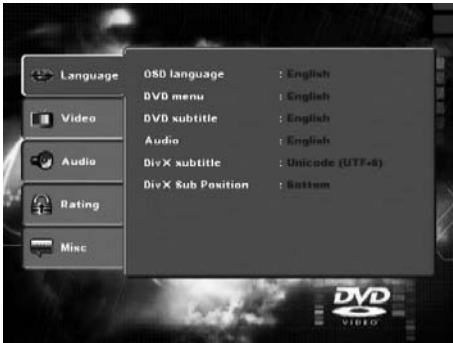 Language
Video
Audio
Rating
Misc
OSD language : English
DVD menu : English
DVD subtitle : English
Audio : English
DivX subtitle : Unicode (UTF-8)
DivX Sub Position : Bottom
DVD
VIDEO